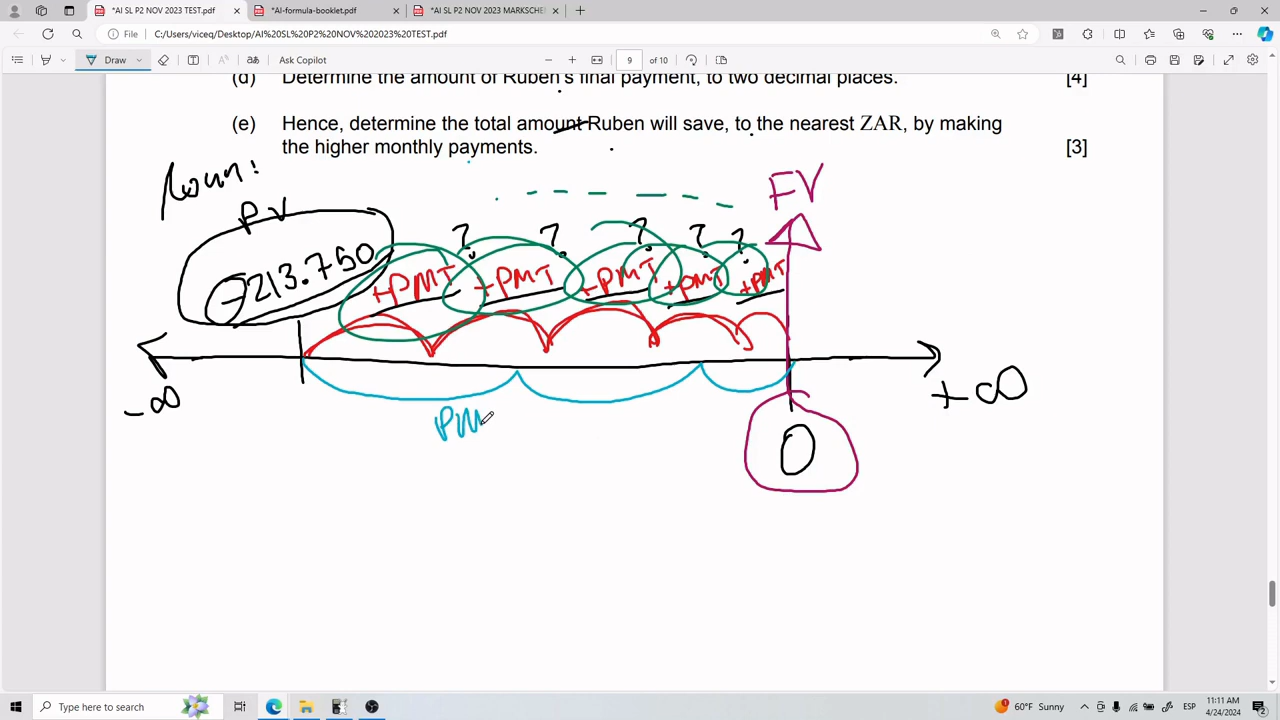 *AI SL P2 NOV 2023 TEST.pdf
*AI-formula-booklet.pdf
*AI SL P2 NOV 2023 MARKSCHE
File
C:/Users/viceq/Desktop/AI%20SL%20P2%20NOV%202023%20TEST.pdf
Draw
Ask Copilot
9
of 10
(d) Determine the amount of Ruben's final payment, to two decimal places. [4]
(e) Hence, determine the total amount Ruben will save, to the nearest ZAR, by making
the higher monthly payments. [3]
Loan:
PV
FV
? ? ? ? ?
-213.750
+PMT +PMT +PMT +PMT +PMT
-∞
+∞
PM
0
Type here to search
60°F Sunny
ESP
11:11 AM
4/24/2024
2